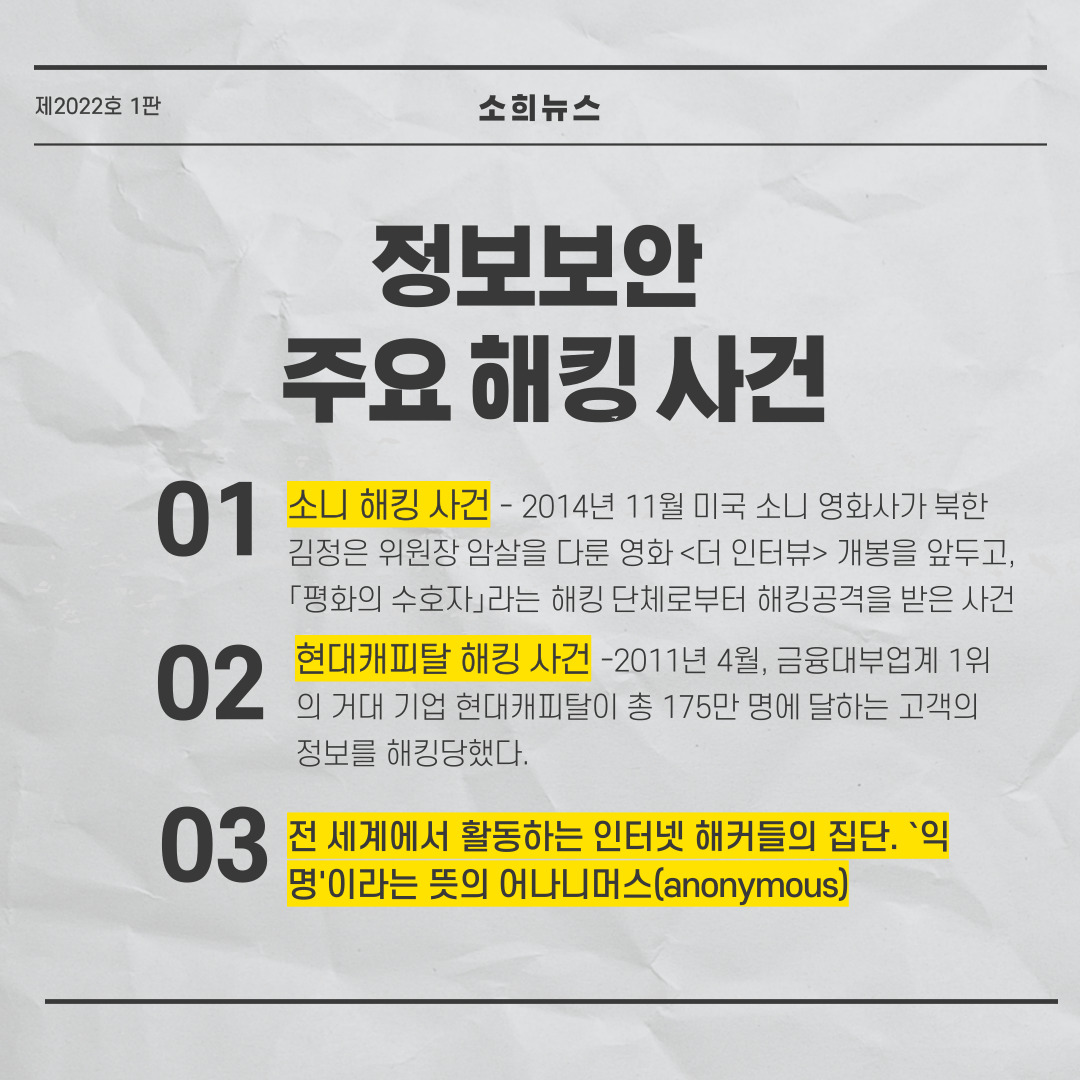 제2022호 1판
소희뉴스
정보보안
주요 해킹 사건
01
소니 해킹 사건 - 2014년 11월 미국 소니 영화사가 북한
김정은 위원장 암살을 다룬 영화 <더 인터뷰> 개봉을 앞두고,
「평화의 수호자」라는 해킹 단체로부터 해킹공격을 받은 사건
02
현대캐피탈 해킹 사건 -2011년 4월, 금융대부업계 1위
의 거대 기업 현대캐피탈이 총 175만 명에 달하는 고객의
정보를 해킹당했다.
03
전 세계에서 활동하는 인터넷 해커들의 집단. `익
명'이라는 뜻의 어나니머스(anonymous)